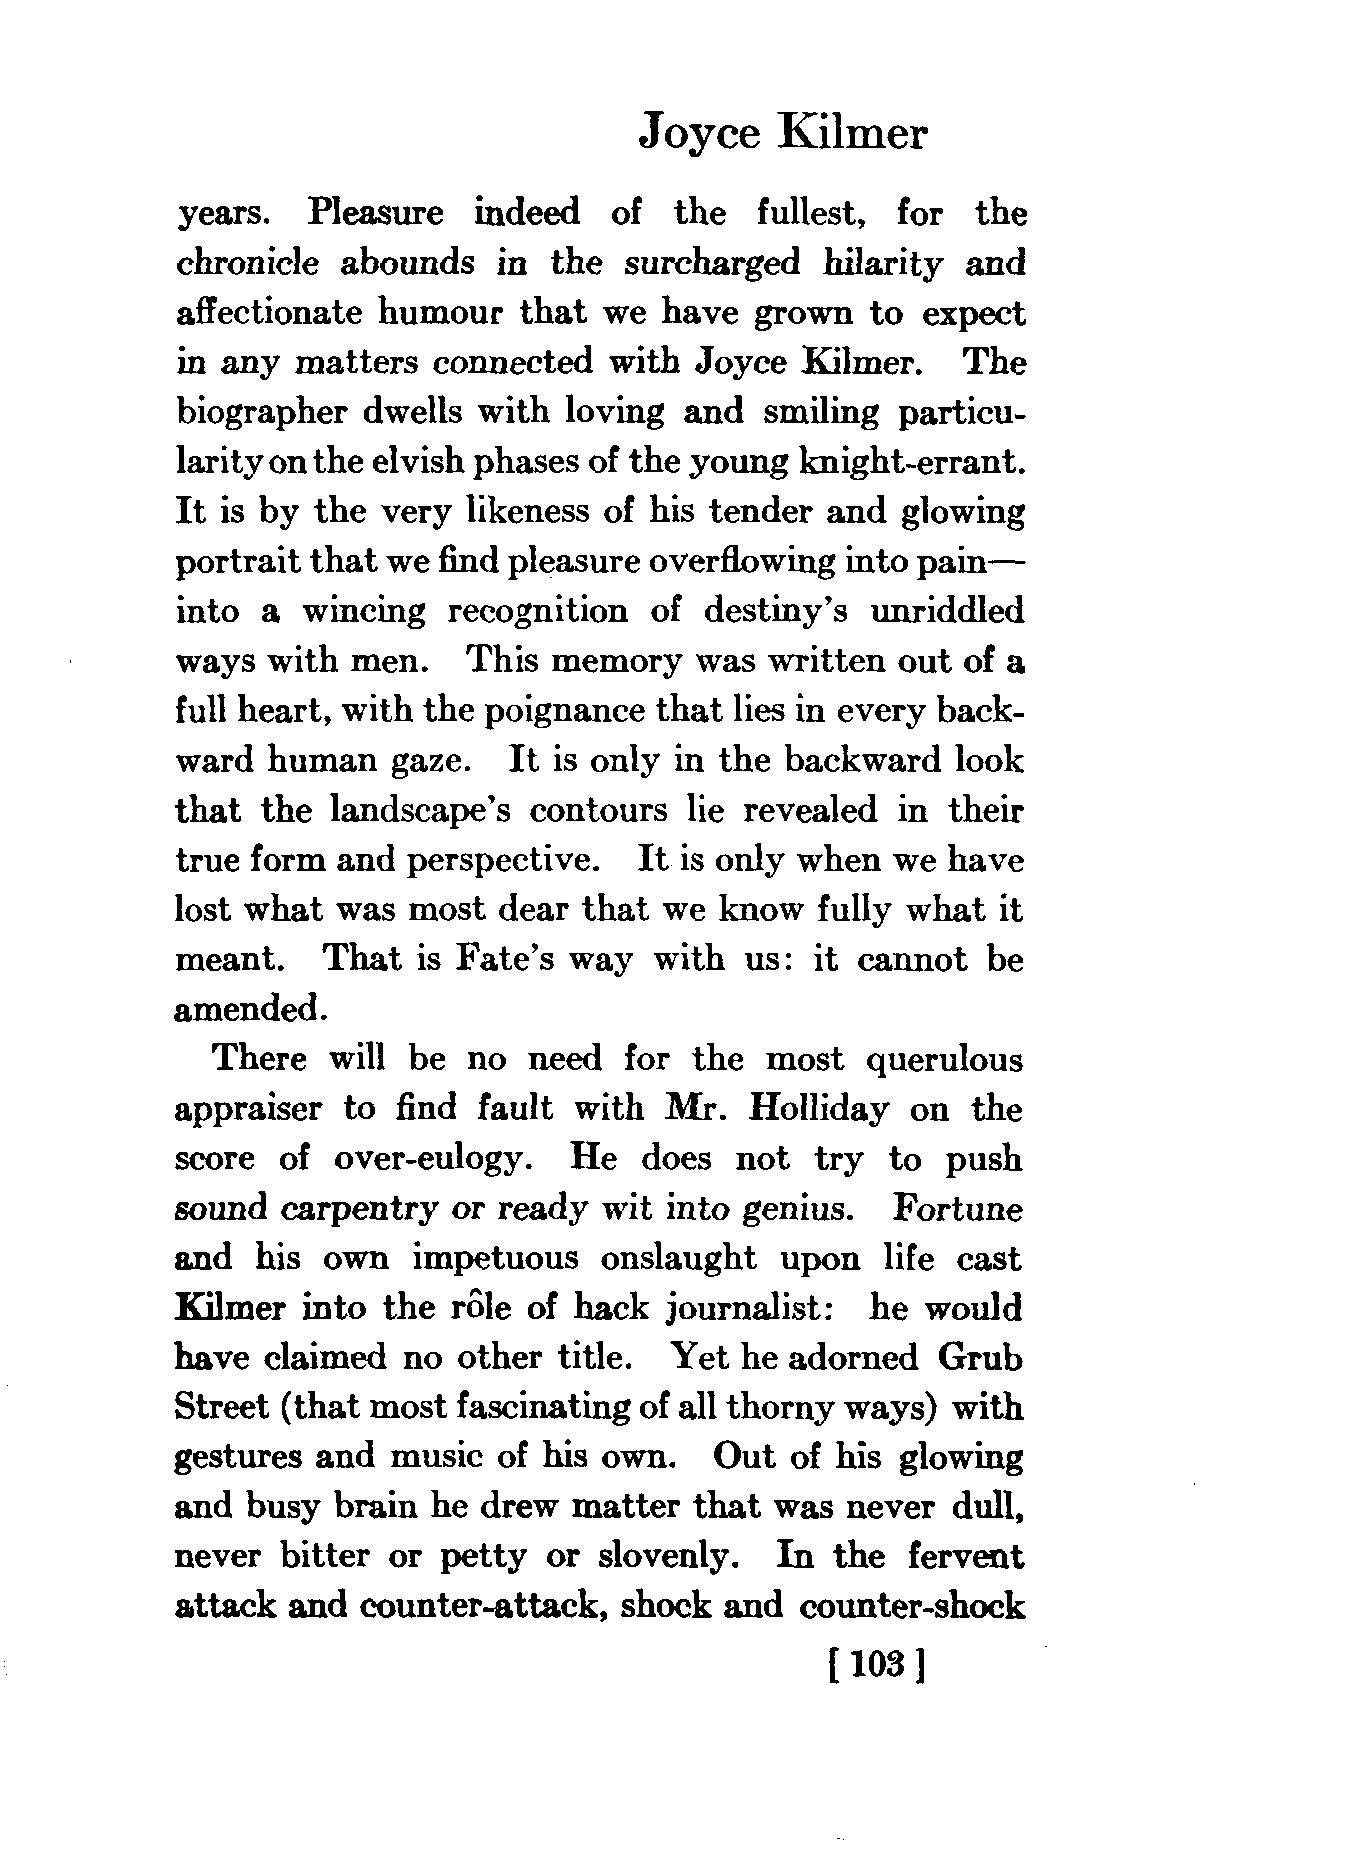 Joyce Kilmer
years. Pleasure indeed of the fullest, for the
chronicle abounds in the surcharged hilarity and
affectionate humour that we have grown to expect
in any matters connected with Joyce Kilmer. The
biographer dwells with loving and smiling particu-
larity on the elvish phases of the young knight-errant.
It is by the very likeness of his tender and glowing
portrait that we find pleasure overflowing into pain—
into a wincing recognition of destiny's unriddled
ways with men. This memory was written out of a
full heart, with the poignance that lies in every back-
ward human gaze. It is only in the backward look
that the landscape's contours lie revealed in their
true form and perspective. It is only when we have
lost what was most dear that we know fully what it
meant. That is Fate's way with us: it cannot be
amended.
There will be no need for the most querulous
appraiser to find fault with Mr. Holliday on the
score of over-eulogy. He does not try to push
sound carpentry or ready wit into genius. Fortune
and his own impetuous onslaught upon life cast
Kilmer into the rôle of hack journalist: he would
have claimed no other title. Yet he adorned Grub
Street (that most fascinating of all thorny ways) with
gestures and music of his own. Out of his glowing
and busy brain he drew matter that was never dull,
never bitter or petty or slovenly. In the fervent
attack and counter-attack, shock and counter-shock
[ 103 ]